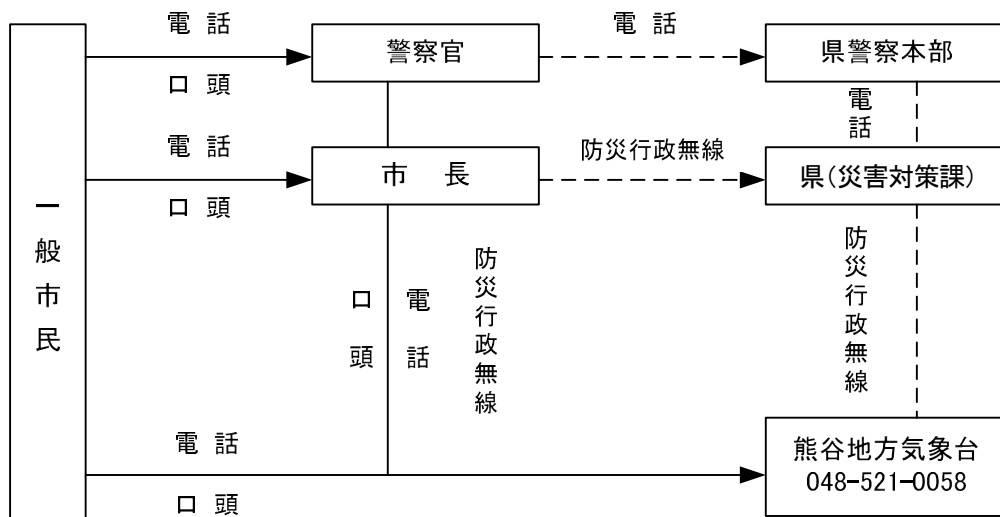 電 話
警察官
電 話
県警察本部
口 頭
電 話
電 話
市 長
防災行政無線
県(災害対策課)
口 頭
一般市民
口 頭
電 話
防災行政無線
防災行政無線
電 話
口 頭
熊谷地方気象台
048-521-0058